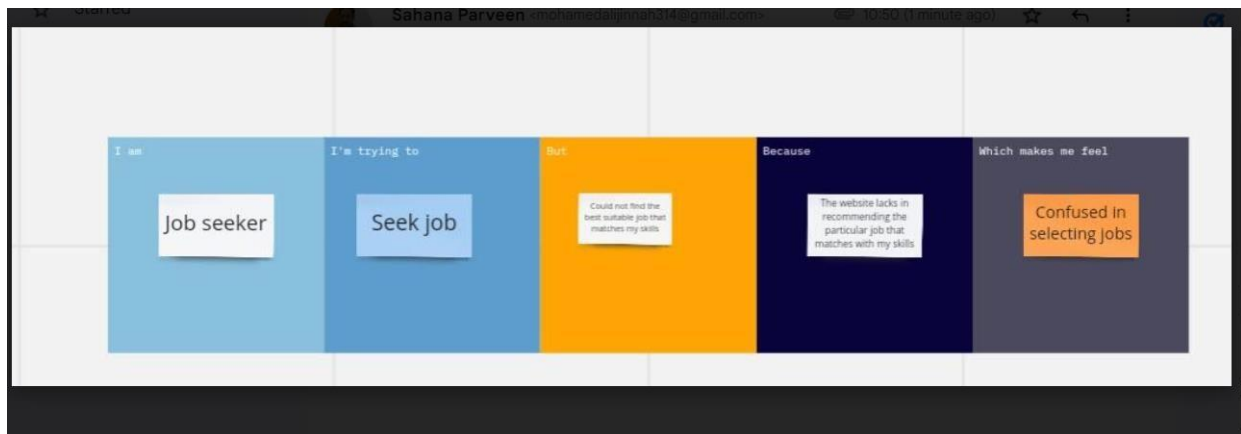 Starred
Sahana Parveen <mohamedalijinnah314@gmail.com>
10:50 (1 minute ago)
I am
Job seeker
I'm trying to
Seek job
But
Could not find the
best suitable job that
matches my skills
Because
The website lacks in
recommending the
particular job that
matches with my skills
Which makes me feel
Confused in
selecting jobs